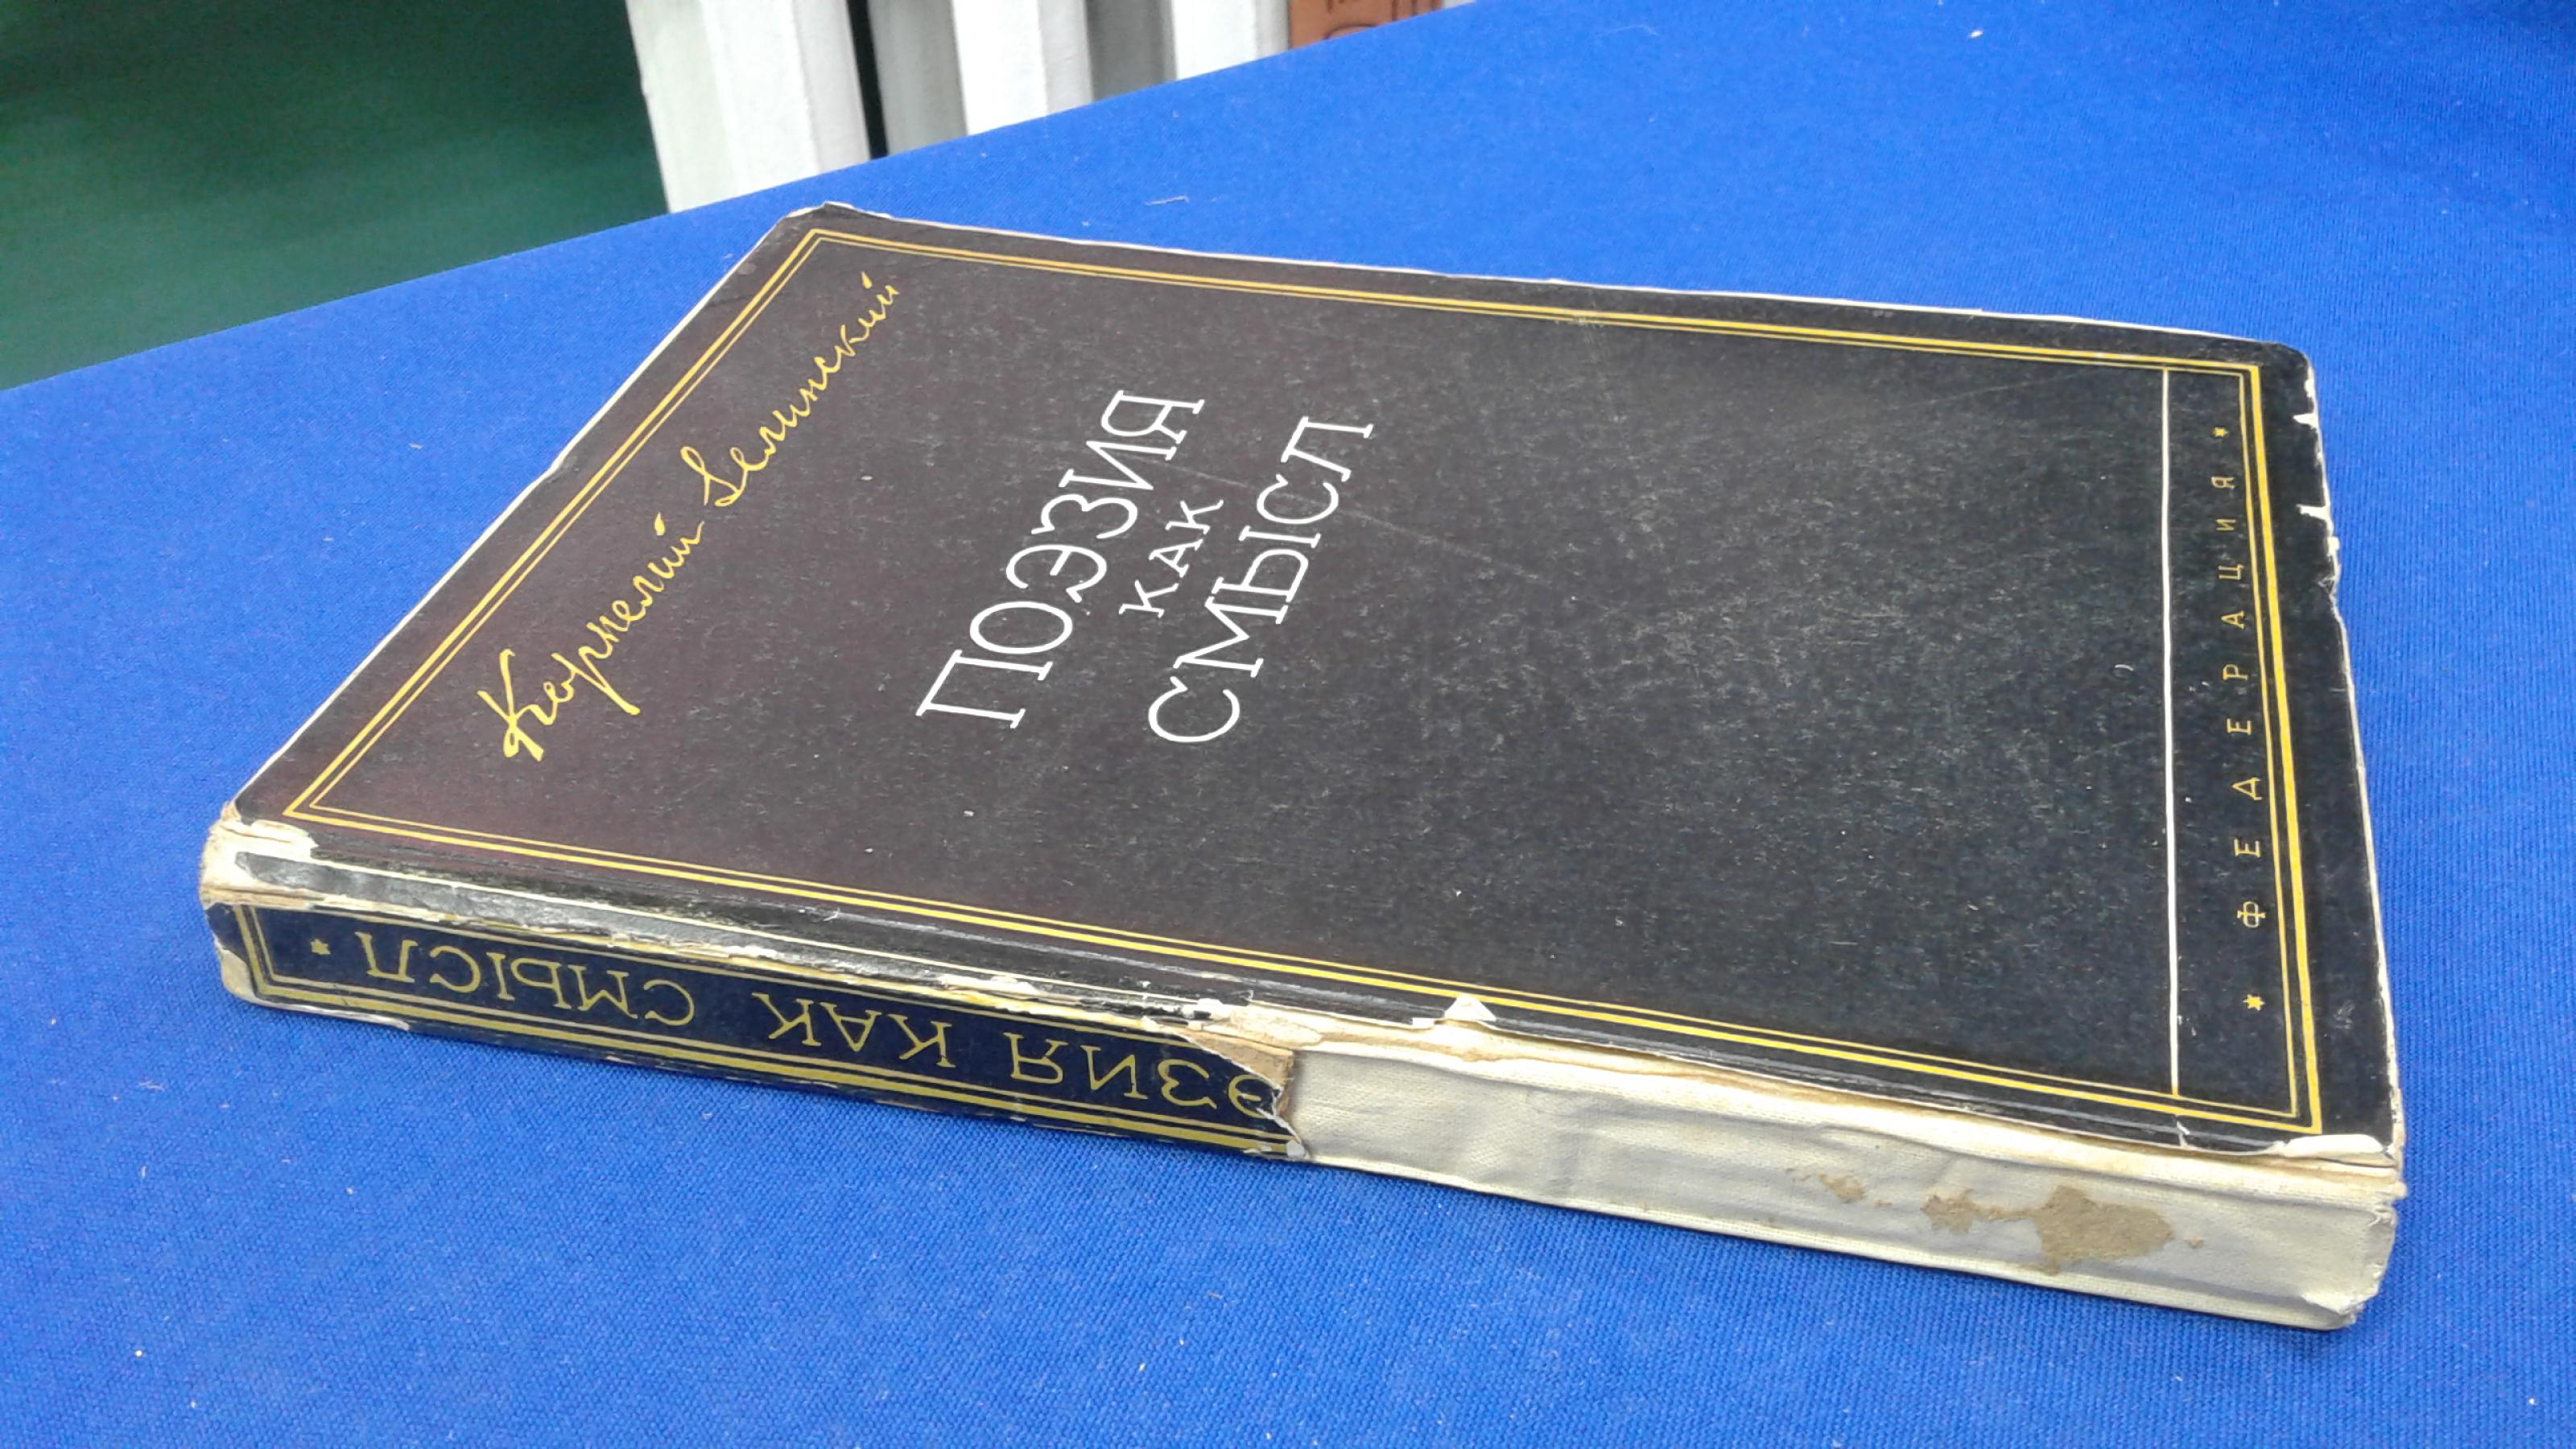 Корнелий Зелинский
ПОЭЗИЯ
КАК
СМЫСЛ
* ФЕДЕРАЦИЯ *
ЭЗИЯ КАК СМЫСЛ *